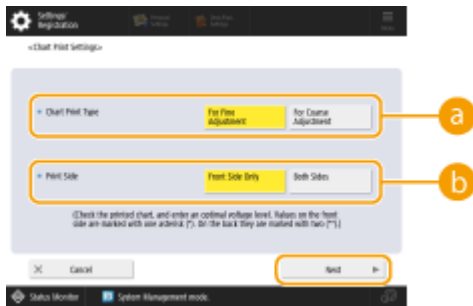 Settings/
Registration
<Chart Print Settings>
Chart Print Type
For Fine
Adjustment
For Coarse
Adjustment
a
Print Side
Front Side Only
Both Sides
b
(Check the printed chart, and enter an optimal voltage level. Values on the front
side are marked with one asterisk (*). On the back they are marked with two (**).)
Cancel
Next
Status Monitor
System Management mode.